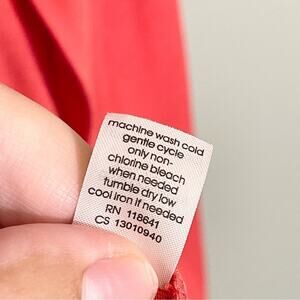 machine wash cold
gentle cycle
only non-
chlorine bleach
when needed
tumble dry low
cool iron if needed
RN 118641
CS 13010940